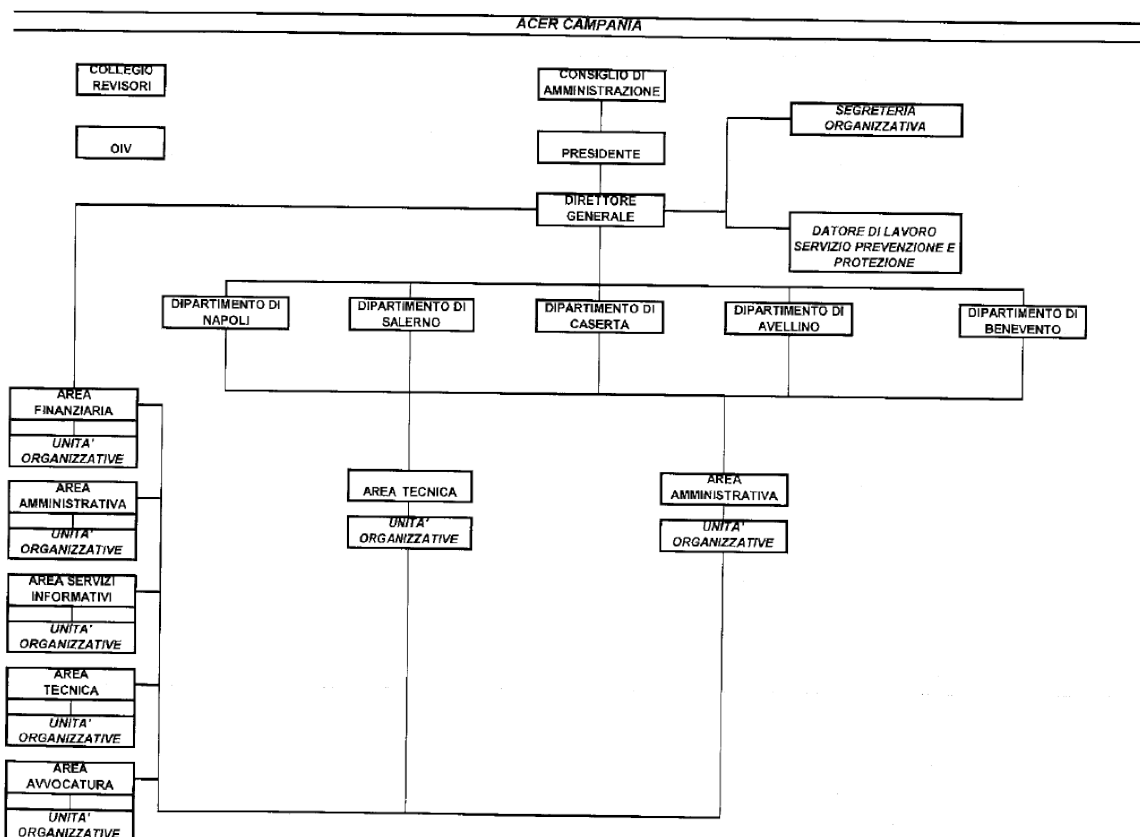 ACER CAMPANIA
COLLEGIO
REVISORI
CONSIGLIO DI
AMMINISTRAZIONE
SEGRETERIA
ORGANIZZATIVA
OIV
PRESIDENTE
DIRETTORE
GENERALE
DATORE DI LAVORO
SERVIZIO PREVENZIONE E
PROTEZIONE
DIPARTIMENTO DI
NAPOLI
DIPARTIMENTO DI
SALERNO
DIPARTIMENTO DI
CASERTA
DIPARTIMENTO DI
AVELLINO
DIPARTIMENTO DI
BENEVENTO
AREA
FINANZIARIA
UNITA'
ORGANIZZATIVE
AREA
AMMINISTRATIVA
UNITA'
ORGANIZZATIVE
AREA TECNICA
UNITA'
ORGANIZZATIVE
AREA
AMMINISTRATIVA
UNITA'
ORGANIZZATIVE
AREA SERVIZI
INFORMATIVI
UNITA'
ORGANIZZATIVE
AREA
TECNICA
UNITA'
ORGANIZZATIVE
AREA
AVVOCATURA
UNITA'
ORGANIZZATIVE